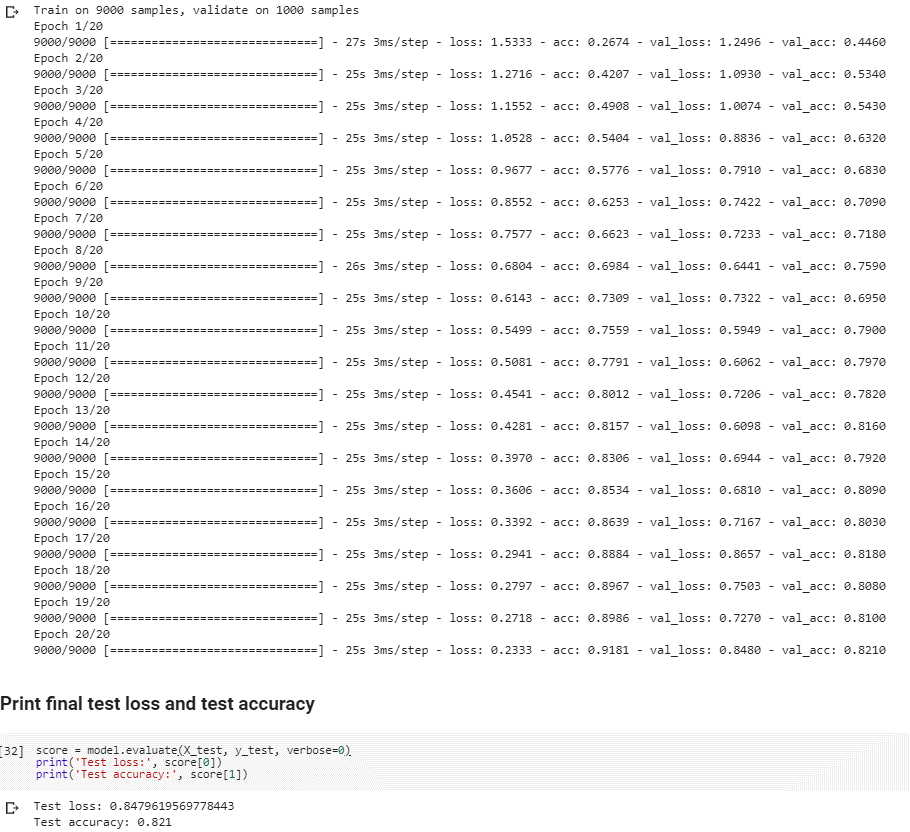 Train on 9000 samples, validate on 1000 samples
Epoch 1/20
9000/9000 [==============================] - 27s 3ms/step - loss: 1.5333 - acc: 0.2674 - val_loss: 1.2496 - val_acc: 0.4460
Epoch 2/20
9000/9000 [==============================] - 25s 3ms/step - loss: 1.2716 - acc: 0.4207 - val_loss: 1.0930 - val_acc: 0.5340
Epoch 3/20
9000/9000 [==============================] - 25s 3ms/step - loss: 1.1552 - acc: 0.4908 - val_loss: 1.0074 - val_acc: 0.5430
Epoch 4/20
9000/9000 [==============================] - 25s 3ms/step - loss: 1.0528 - acc: 0.5404 - val_loss: 0.8836 - val_acc: 0.6320
Epoch 5/20
9000/9000 [==============================] - 25s 3ms/step - loss: 0.9677 - acc: 0.5776 - val_loss: 0.7910 - val_acc: 0.6830
Epoch 6/20
9000/9000 [==============================] - 25s 3ms/step - loss: 0.8552 - acc: 0.6253 - val_loss: 0.7422 - val_acc: 0.7090
Epoch 7/20
9000/9000 [==============================] - 25s 3ms/step - loss: 0.7577 - acc: 0.6623 - val_loss: 0.7233 - val_acc: 0.7180
Epoch 8/20
9000/9000 [==============================] - 26s 3ms/step - loss: 0.6804 - acc: 0.6984 - val_loss: 0.6441 - val_acc: 0.7590
Epoch 9/20
9000/9000 [==============================] - 25s 3ms/step - loss: 0.6143 - acc: 0.7309 - val_loss: 0.7322 - val_acc: 0.6950
Epoch 10/20
9000/9000 [==============================] - 25s 3ms/step - loss: 0.5499 - acc: 0.7559 - val_loss: 0.5949 - val_acc: 0.7900
Epoch 11/20
9000/9000 [==============================] - 25s 3ms/step - loss: 0.5081 - acc: 0.7791 - val_loss: 0.6062 - val_acc: 0.7970
Epoch 12/20
9000/9000 [==============================] - 25s 3ms/step - loss: 0.4541 - acc: 0.8012 - val_loss: 0.7206 - val_acc: 0.7820
Epoch 13/20
9000/9000 [==============================] - 25s 3ms/step - loss: 0.4281 - acc: 0.8157 - val_loss: 0.6098 - val_acc: 0.8160
Epoch 14/20
9000/9000 [==============================] - 25s 3ms/step - loss: 0.3970 - acc: 0.8306 - val_loss: 0.6944 - val_acc: 0.7920
Epoch 15/20
9000/9000 [==============================] - 25s 3ms/step - loss: 0.3606 - acc: 0.8534 - val_loss: 0.6810 - val_acc: 0.8090
Epoch 16/20
9000/9000 [==============================] - 25s 3ms/step - loss: 0.3392 - acc: 0.8639 - val_loss: 0.7167 - val_acc: 0.8030
Epoch 17/20
9000/9000 [==============================] - 25s 3ms/step - loss: 0.2941 - acc: 0.8884 - val_loss: 0.8657 - val_acc: 0.8180
Epoch 18/20
9000/9000 [==============================] - 25s 3ms/step - loss: 0.2797 - acc: 0.8967 - val_loss: 0.7503 - val_acc: 0.8080
Epoch 19/20
9000/9000 [==============================] - 25s 3ms/step - loss: 0.2718 - acc: 0.8986 - val_loss: 0.7270 - val_acc: 0.8100
Epoch 20/20
9000/9000 [==============================] - 25s 3ms/step - loss: 0.2333 - acc: 0.9181 - val_loss: 0.8480 - val_acc: 0.8210
Print final test loss and test accuracy
[32] score = model.evaluate(X_test, y_test, verbose=0)
print('Test loss:', score[0])
print('Test accuracy:', score[1])
Test loss: 0.8479619569778443
Test accuracy: 0.821